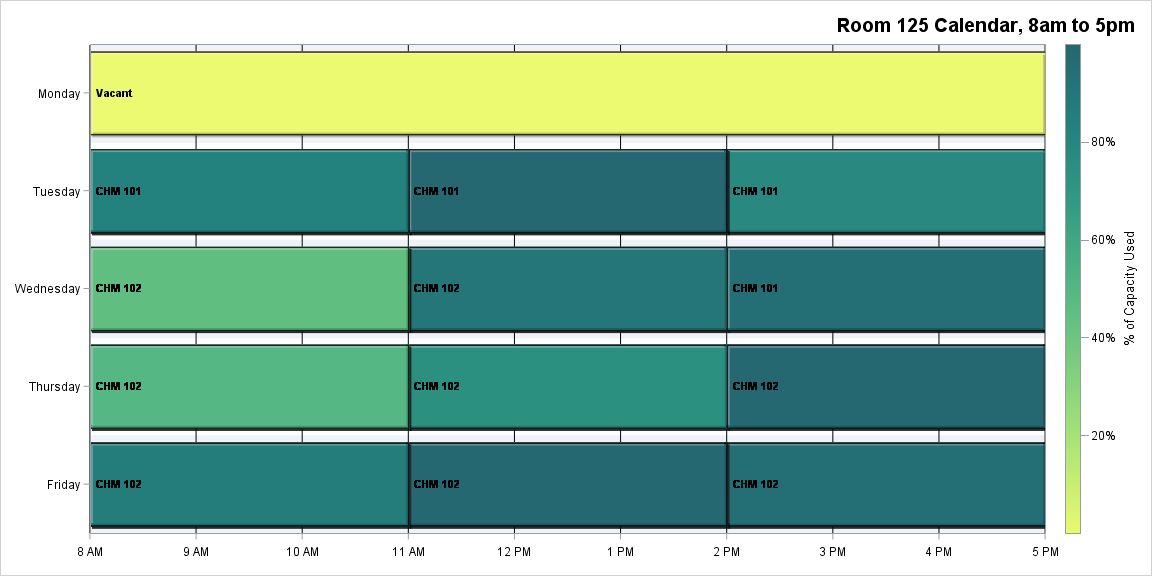 Room 125 Calendar, 8am to 5pm
Monday
Vacant
Tuesday
CHM 101
CHM 101
CHM 101
Wednesday
CHM 102
CHM 102
CHM 101
Thursday
CHM 102
CHM 102
CHM 102
Friday
CHM 102
CHM 102
CHM 102
8 AM
9 AM
10 AM
11 AM
12 PM
1 PM
2 PM
3 PM
4 PM
5 PM
80%
60%
40%
20%
% of Capacity Used